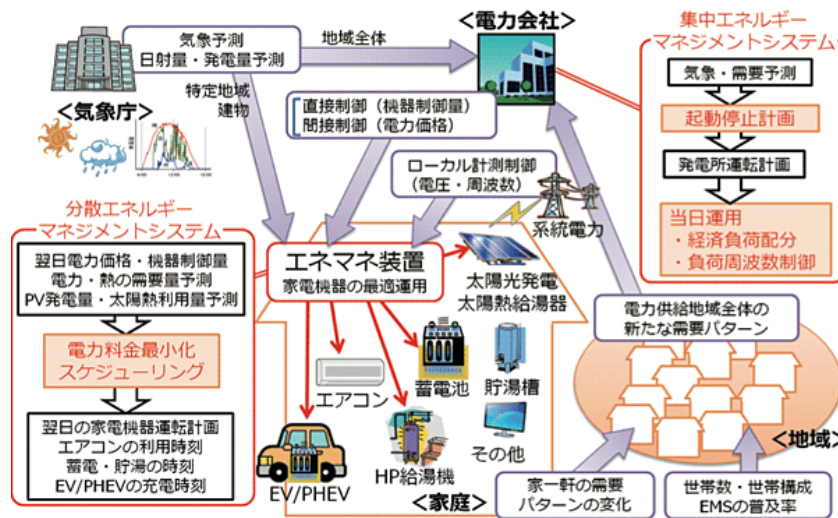 気象予測
日射量・発電量予測
地域全体
<電力会社>
集中エネルギー
マネジメントシステム
気象・需要予測
起動停止計画
発電所運転計画
当日運用
・経済負荷配分
・負荷周波数制御
<気象庁>
特定地域
建物
6:00
12:00
18:00
直接制御（機器制御量）
間接制御（電力価格）
ローカル計測制御
（電圧・周波数）
系統電力
分散エネルギー
マネジメントシステム
翌日電力価格・機器制御量
電力・熱の需要量予測
PV発電量・太陽熱利用量予測
電力料金最小化
スケジューリング
翌日の家電機器運転計画
エアコンの利用時刻
蓄電・貯湯の時刻
EV/PHEVの充電時刻
エネマネ装置
家電機器の最適運用
太陽光発電
太陽熱給湯器
エアコン
蓄電池
貯湯槽
EV/PHEV
HP給湯機
その他
<家庭>
電力供給地域全体の
新たな需要パターン
<地域>
家一軒の需要
パターンの変化
世帯数・世帯構成
EMSの普及率